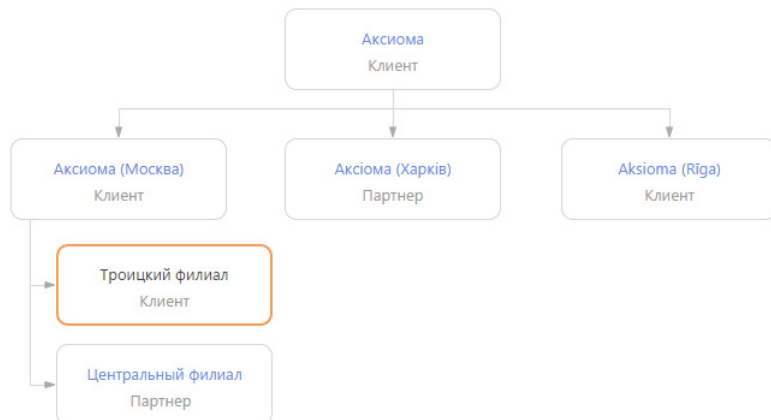 Аксиома
Клиент
Аксиома (Москва)
Клиент
Аксіома (Харків)
Партнер
Aksioma (Rīga)
Клиент
Троицкий филиал
Клиент
Центральный филиал
Партнер